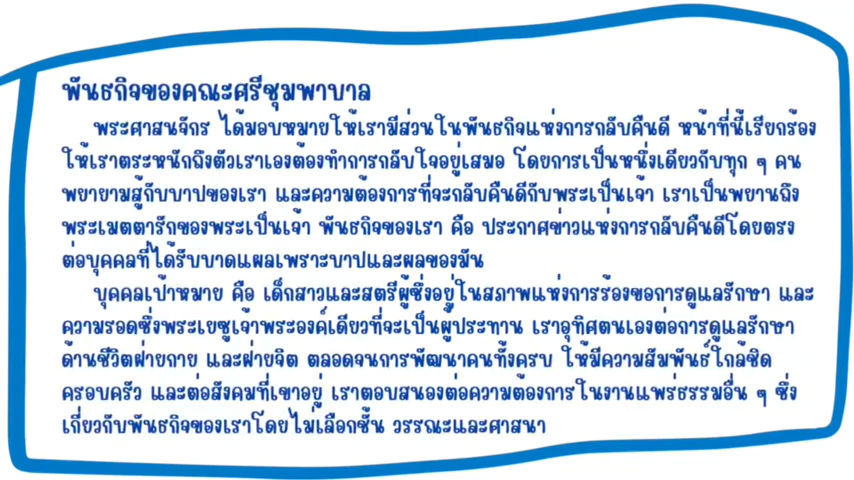 พันธกิจของคณะศรีชุมพาบาล
พระศาสนจักร ได้มอบหมายให้เรามีส่วนในพันธกิจแห่งการกลับคืนดี หน้าที่นี้เรียกร้อง
ให้เราตระหนักถึงตัวเราเองต้องทำการกลับใจอยู่เสมอ โดยการเป็นหนึ่งเดียวกับทุก ๆ คน
พยายามสู้กับบาปของเรา และความต้องการที่จะกลับคืนดีกับพระเป็นเจ้า เราเป็นพยานถึง
พระเมตตารักของพระเป็นเจ้า พันธกิจของเรา คือ ประกาศข่าวแห่งการกลับคืนดีโดยตรง
ต่อบุคคลที่ได้รับบาดแผลเพราะบาปและผลของมัน
บุคคลเป้าหมาย คือ เด็กสาวและสตรีผู้ซึ่งอยู่ในสภาพแห่งการร้องขอการดูแลรักษา และ
ความรอดซึ่งพระเยซูเจ้าพระองค์เดียวที่จะเป็นผู้ประทาน เราอุทิศตนเองต่อการดูแลรักษา
ด้านชีวิตฝ่ายกาย และฝ่ายจิต ตลอดจนการพัฒนาคนทั้งครบ ให้มีความสัมพันธ์ใกล้ชิด
ครอบครัว และต่อสังคมที่เขาอยู่ เราตอบสนองต่อความต้องการในงานแพร่ธรรมอื่น ๆ ซึ่ง
เกี่ยวกับพันธกิจของเราโดยไม่เลือกชั้น วรรณะและศาสนา